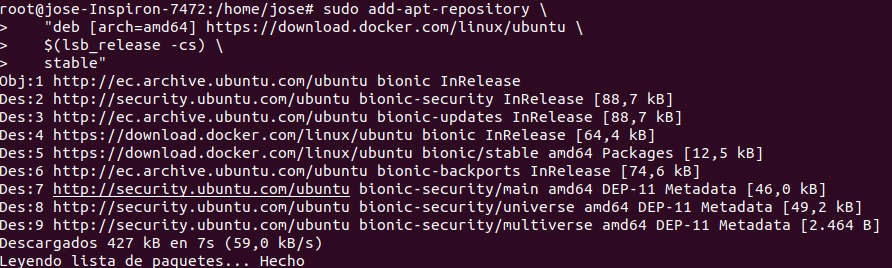 root@jose-Inspiron-7472:/home/jose# sudo add-apt-repository \
>    "deb [arch=amd64] https://download.docker.com/linux/ubuntu \
>    $(lsb_release -cs) \
>    stable"
Obj:1 http://ec.archive.ubuntu.com/ubuntu bionic InRelease
Des:2 http://security.ubuntu.com/ubuntu bionic-security InRelease [88,7 kB]
Des:3 http://ec.archive.ubuntu.com/ubuntu bionic-updates InRelease [88,7 kB]
Des:4 https://download.docker.com/linux/ubuntu bionic InRelease [64,4 kB]
Des:5 https://download.docker.com/linux/ubuntu bionic/stable amd64 Packages [12,5 kB]
Des:6 http://ec.archive.ubuntu.com/ubuntu bionic-backports InRelease [74,6 kB]
Des:7 http://security.ubuntu.com/ubuntu bionic-security/main amd64 DEP-11 Metadata [46,0 kB]
Des:8 http://security.ubuntu.com/ubuntu bionic-security/universe amd64 DEP-11 Metadata [49,2 kB]
Des:9 http://security.ubuntu.com/ubuntu bionic-security/multiverse amd64 DEP-11 Metadata [2.464 B]
Descargados 427 kB en 7s (59,0 kB/s)
Leyendo lista de paquetes... Hecho